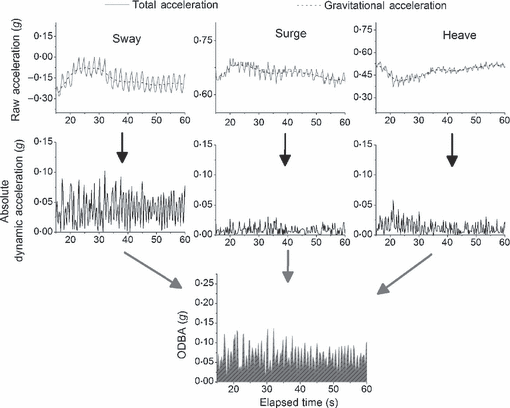 Total acceleration Gravitational acceleration
Sway Surge Heave
Raw acceleration (g)
0·15
0·00
−0·15
−0·30
20 30 40 50 60
0·75
0·60
20 30 40 50 60
0·75
0·60
0·45
0·30
20 30 40 50 60
Absolute
dynamic acceleration (g)
0·15
0·10
0·05
0·00
20 30 40 50 60
0·15
0·10
0·05
0·00
20 30 40 50 60
0·15
0·10
0·05
0·00
20 30 40 50 60
ODBA (g)
0·25
0·20
0·15
0·10
0·05
0·00
20 30 40 50 60
Elapsed time (s)